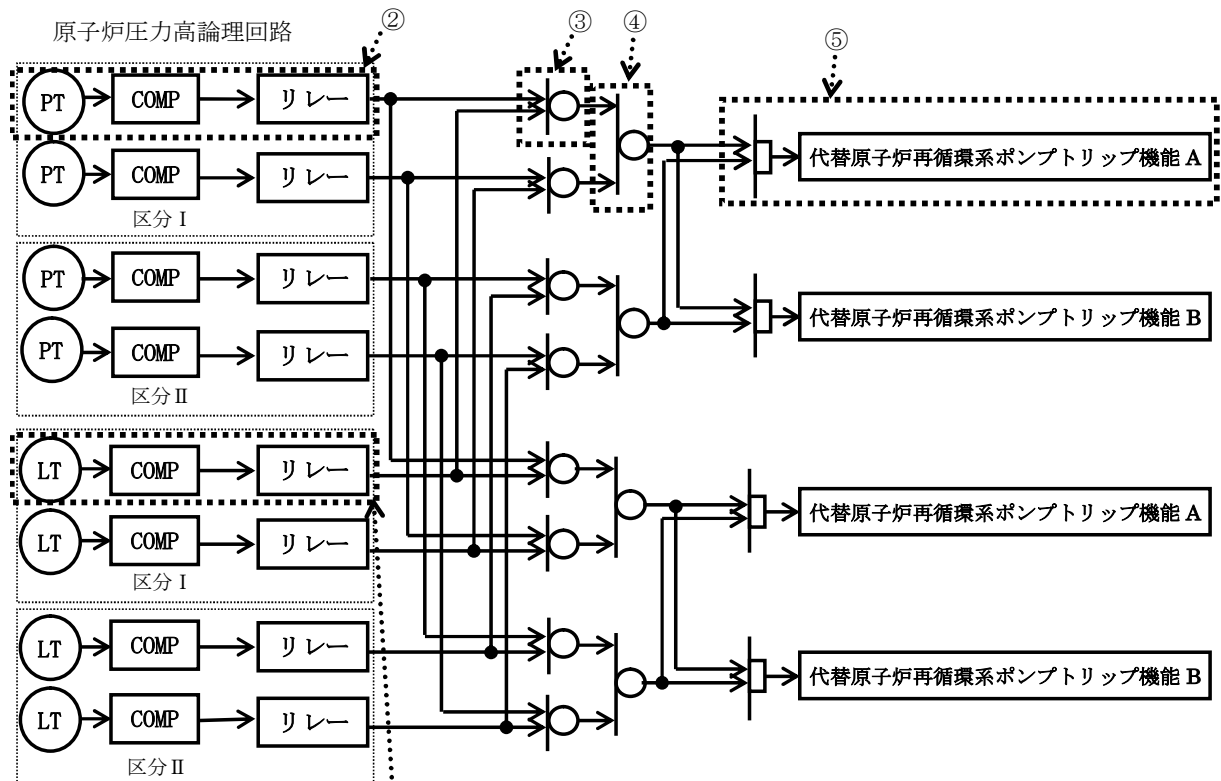 原子炉圧力高論理回路
②
③
④
⑤
PT COMP リレー
PT COMP リレー
区分Ⅰ
代替原子炉再循環系ポンプトリップ機能 A
PT COMP リレー
PT COMP リレー
区分Ⅱ
代替原子炉再循環系ポンプトリップ機能 B
LT COMP リレー
LT COMP リレー
区分Ⅰ
代替原子炉再循環系ポンプトリップ機能 A
LT COMP リレー
LT COMP リレー
区分Ⅱ
代替原子炉再循環系ポンプトリップ機能 B